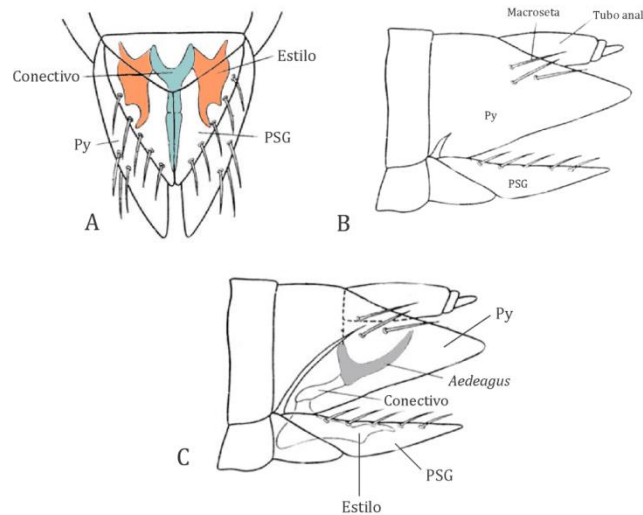 Conectivo
Estilo
Py
PSG
A
Macroseta
Tubo anal
Py
PSG
B
Py
Aedeagus
Conectivo
C
PSG
Estilo